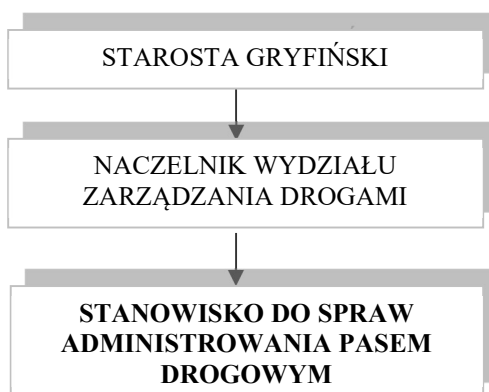 STAROSTA GRYFIŃSKI
NACZELNIK WYDZIAŁU
ZARZĄDZANIA DROGAMI
STANOWISKO DO SPRAW
ADMINISTROWANIA PASEM
DROGOWYM